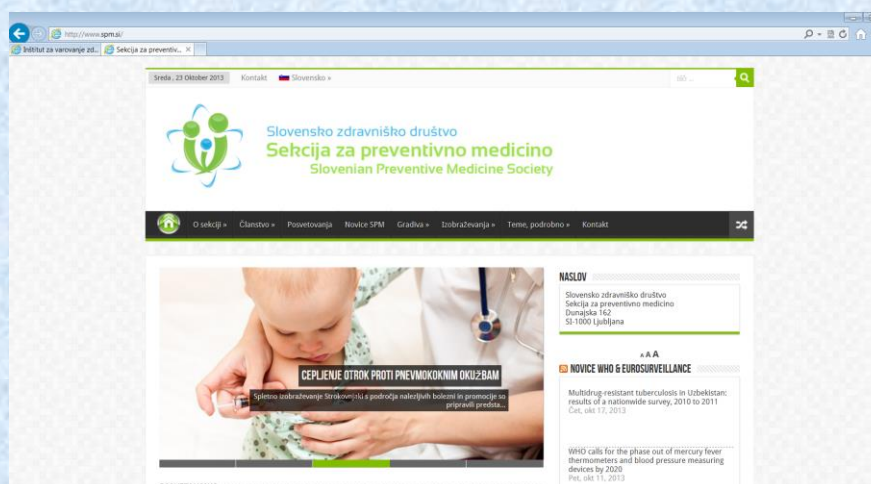 http://www.spm.si/
Inštitut za varovanje zd...
Sekcija za preventiv...
Sreda , 23 Oktober 2013
Kontakt
Slovensko »
Slovensko zdravniško društvo
Sekcija za preventivno medicino
Slovenian Preventive Medicine Society
O sekciji » Članstvo » Posvetovanja Novice SPM Gradiva » Izobraževanja » Teme, podrobno » Kontakt
CEPLJENJE OTROK PROTI PNEVMOKOKNIM OKUŽBAM
Spletno izobraževanje Strokovnjaki s področja nalezljivih bolezni in promocije so
pripravili predsta...
NASLOV
Slovensko zdravniško društvo
Sekcija za preventivno medicino
Dunajska 162
SI-1000 Ljubljana
A A A
NOVICE WHO & EUROSURVEILLANCE
Multidrug-resistant tuberculosis in Uzbekistan:
results of a nationwide survey, 2010 to 2011
Čet, okt 17, 2013
WHO calls for the phase out of mercury fever
thermometers and blood pressure measuring
devices by 2020
Pet, okt 11, 2013